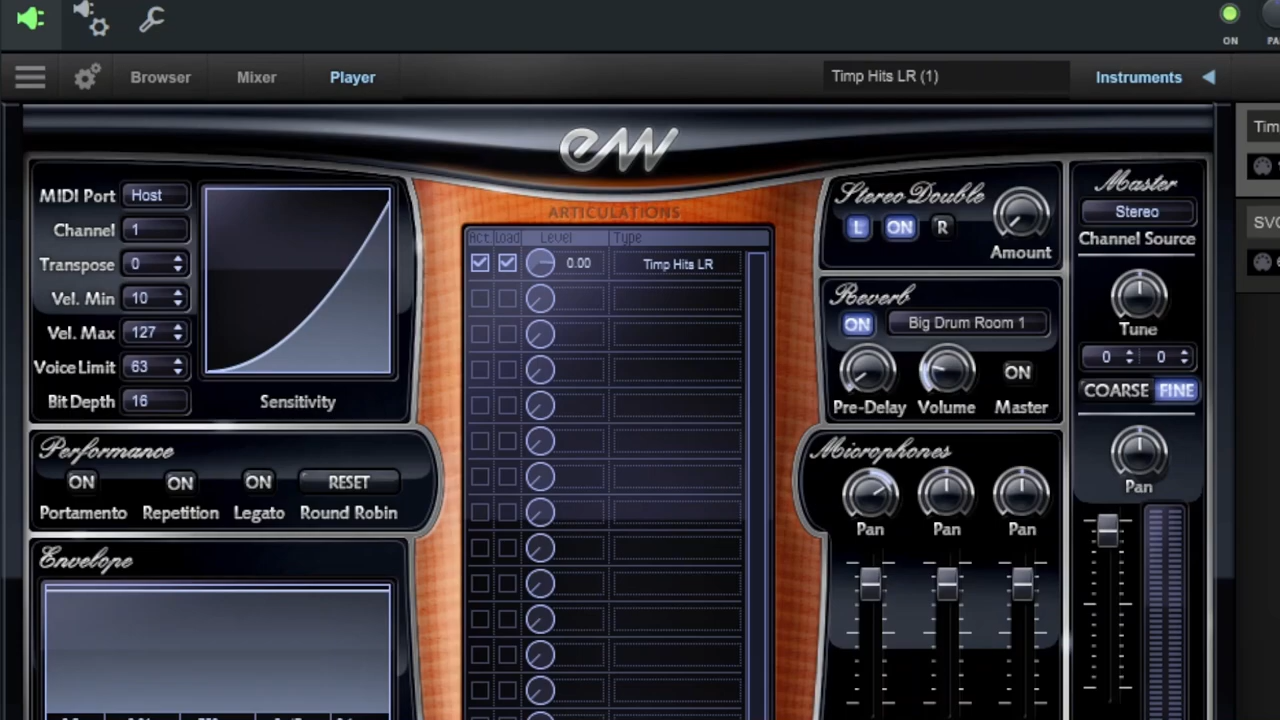 ON
Browser
Mixer
Player
Timp Hits LR (1)
Instruments
ew
MIDI Port Host
Channel 1
Transpose 0
Vel. Min 10
Vel. Max 127
Voice Limit 63
Bit Depth 16
Sensitivity
Performance
ON ON ON RESET
Portamento Repetition Legato Round Robin
Envelope
ARTICULATIONS
Act Load Level Type
0.00 Timp Hits LR
Stereo Double
L ON R
Amount
Reverb
ON Big Drum Room 1
ON
Pre-Delay Volume Master
Microphones
Pan Pan Pan
Master
Stereo
Channel Source
Tune
0 0
COARSE FINE
Pan